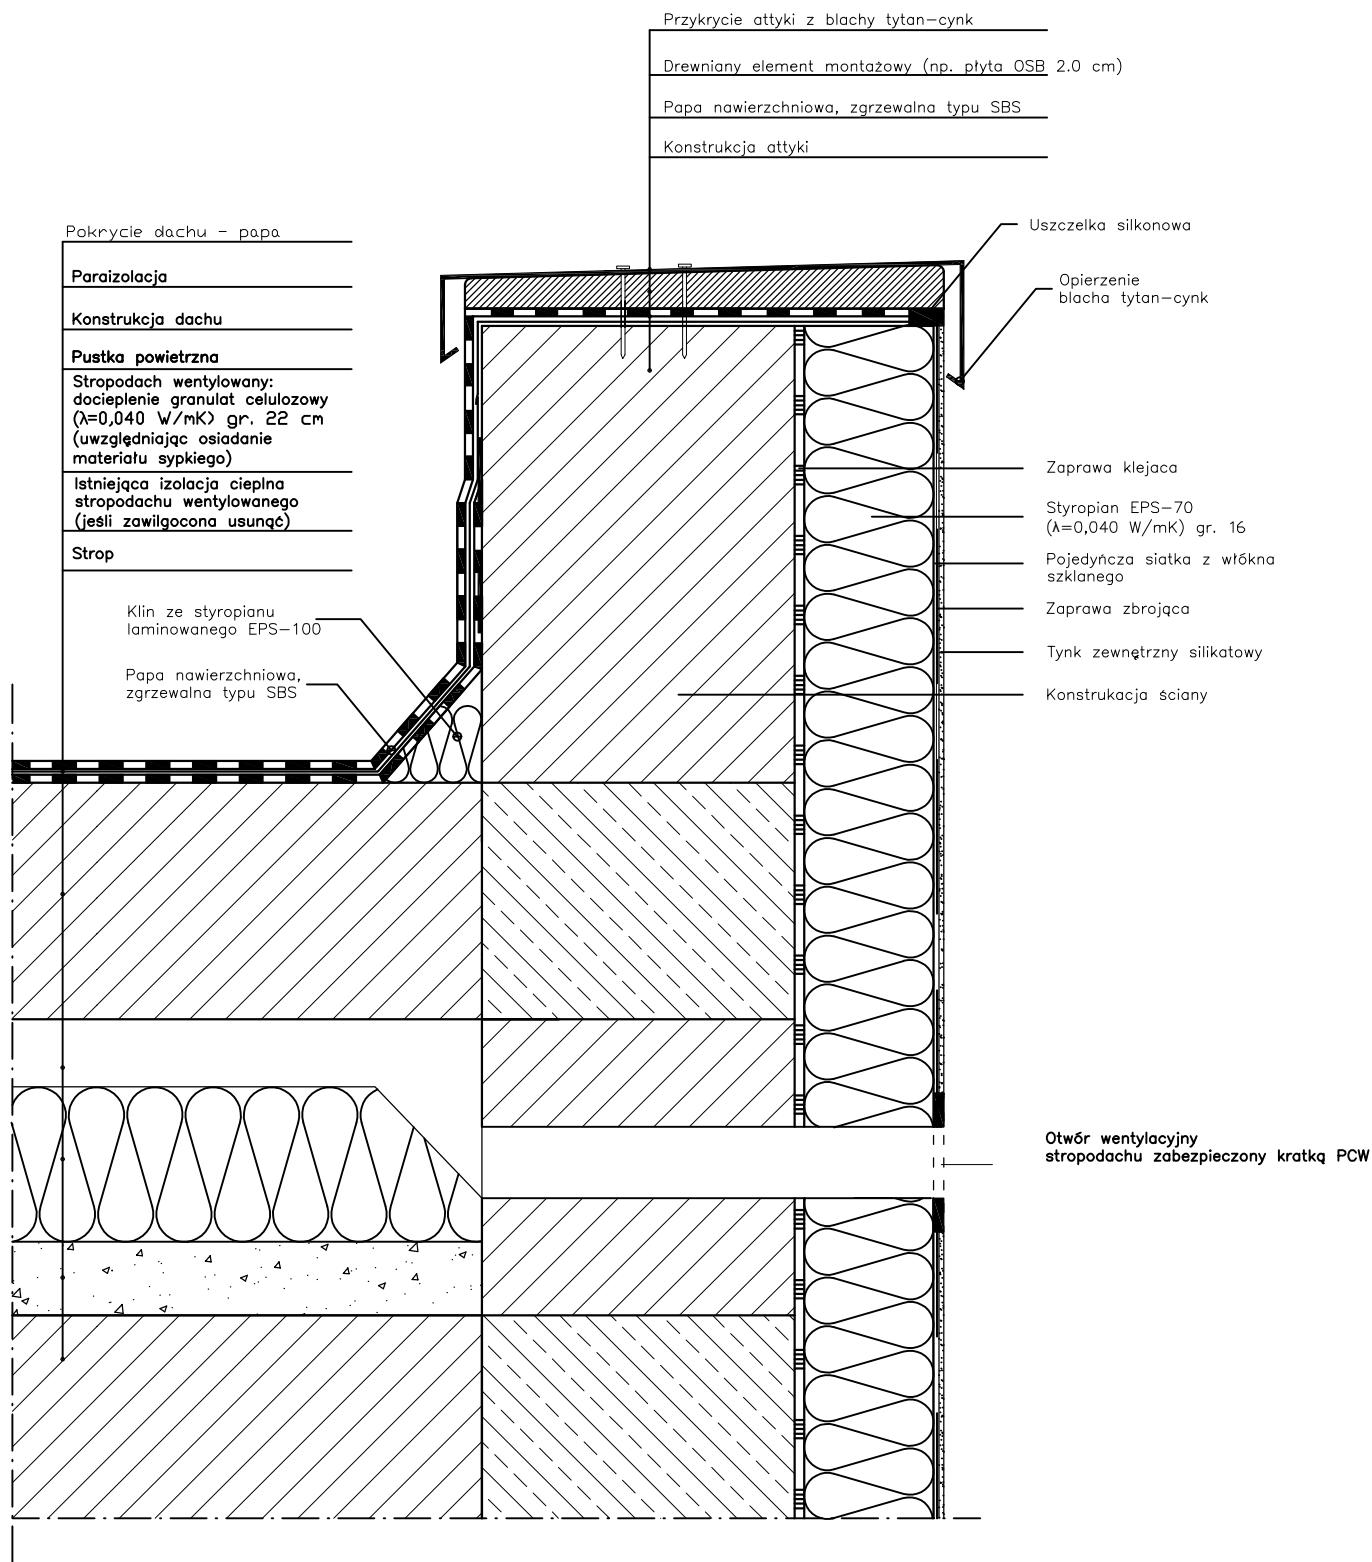 Przykrycie attyki z blachy tytan-cynk
Drewniany element montażowy (np. płyta OSB 2.0 cm)
Papa nawierzchniowa, zgrzewalna typu SBS
Konstrukcja attyki
Pokrycie dachu - papa
Paraizolacja
Konstrukcja dachu
Pustka powietrzna
Stropodach wentylowany:
docieplenie granulat celulozowy
(λ=0,040 W/mK) gr. 22 cm
(uwzględniając osiadanie
materiału sypkiego)
Istniejąca izolacja cieplna
stropodachu wentylowanego
(jeśli zawilgocona usunąć)
Strop
Klin ze styropianu
laminowanego EPS-100
Papa nawierzchniowa,
zgrzewalna typu SBS
Uszczelka silkonowa
Opierzenie
blacha tytan-cynk
Zaprawa klejaca
Styropian EPS-70
(λ=0,040 W/mK) gr. 16
Pojedyńcza siatka z włókna
szklanego
Zaprawa zbrojąca
Tynk zewnętrzny silikatowy
Konstrukacja ściany
Otwór wentylacyjny
stropodachu zabezpieczony kratką PCW